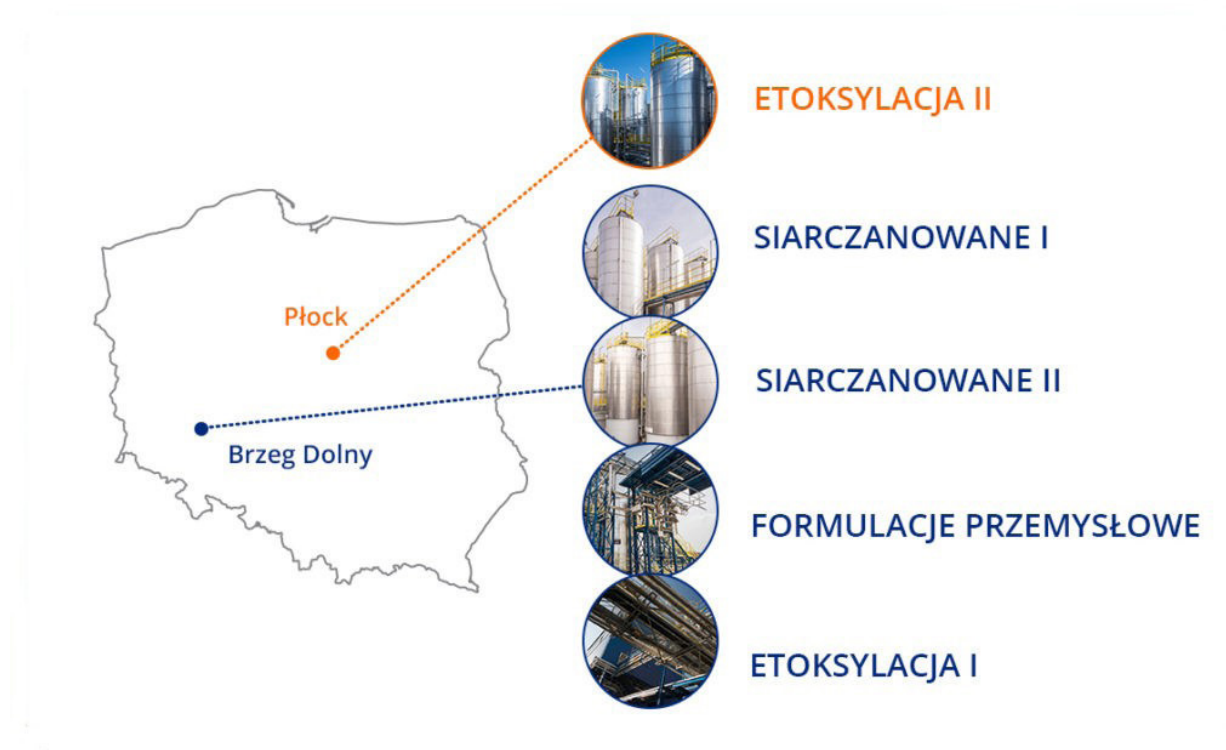 ETOKSYLACJA II
SIARCZANOWANE I
Płock
SIARCZANOWANE II
Brzeg Dolny
FORMULACJE PRZEMYSŁOWE
ETOKSYLACJA I